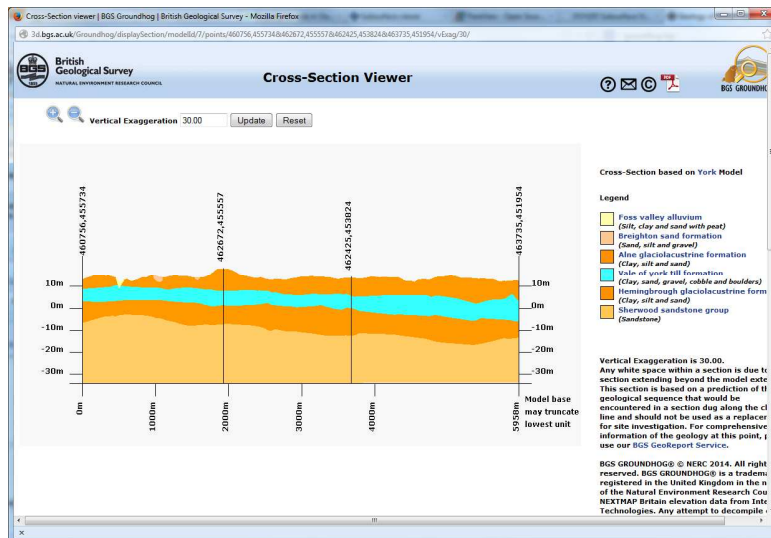 Cross-Section viewer | BGS Groundhog | British Geological Survey - Mozilla Firefox
3d.bgs.ac.uk/Groundhog/displaySection/modelId/7/points/460756,455734&462672,455557&462425,453824&463735,451954/vExag/30/
BGS
British
Geological Survey
NATURAL ENVIRONMENT RESEARCH COUNCIL
Cross-Section Viewer
PDF
BGS GROUNDHO
Vertical Exaggeration 30.00 Update Reset
460756,455734
462672,455557
462425,453824
463735,451954
10m
0m
-10m
-20m
-30m
10m
0m
-10m
-20m
-30m
0m
1000m
2000m
3000m
4000m
5958m
Model base
may truncate
lowest unit
Cross-Section based on York Model
Legend
Foss valley alluvium
(Silt, clay and sand with peat)
Breighton sand formation
(Sand, silt and gravel)
Alne glaciolacustrine formation
(Clay, silt and sand)
Vale of york till formation
(Clay, sand, gravel, cobble and boulders)
Hemingbrough glaciolacustrine form
(Clay, silt and sand)
Sherwood sandstone group
(Sandstone)
Vertical Exaggeration is 30.00.
Any white space within a section is due to
section extending beyond the model exte
This section is based on a prediction of th
geological sequence that would be
encountered in a section dug along the cl
line and should not be used as a replacer
for site investigation. For comprehensive
information of the geology at this point, p
use our BGS GeoReport Service.
BGS GROUNDHOG® © NERC 2014. All right
reserved. BGS GROUNDHOG® is a tradema
registered in the United Kingdom in the n
of the Natural Environment Research Cou
NEXTMAP Britain elevation data from Inte
Technologies. Any attempt to decompile